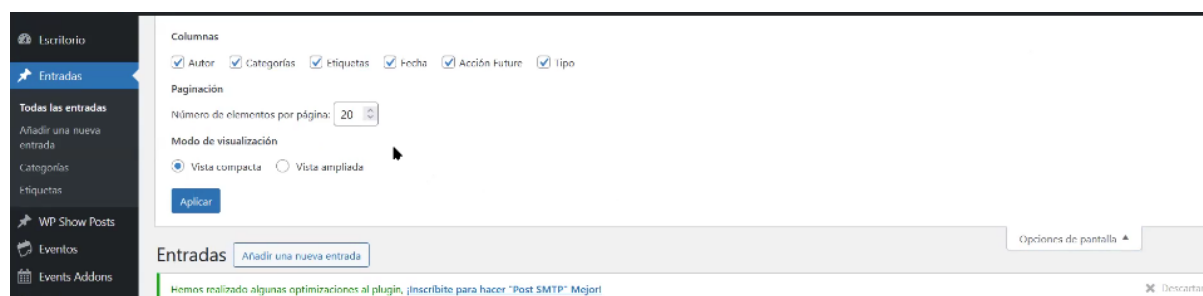 Escritorio
Entradas
Todas las entradas
Añadir una nueva
entrada
Categorías
Etiquetas
WP Show Posts
Eventos
Events Addons
Columnas
Autor Categorías Etiquetas Fecha Acción Future Tipo
Paginación
Número de elementos por página: 20
Modo de visualización
Vista compacta Vista ampliada
Aplicar
Opciones de pantalla
Entradas Añadir una nueva entrada
Hemos realizado algunas optimizaciones al plugin, ¡Inscríbite para hacer "Post SMTP" Mejor! Descartar